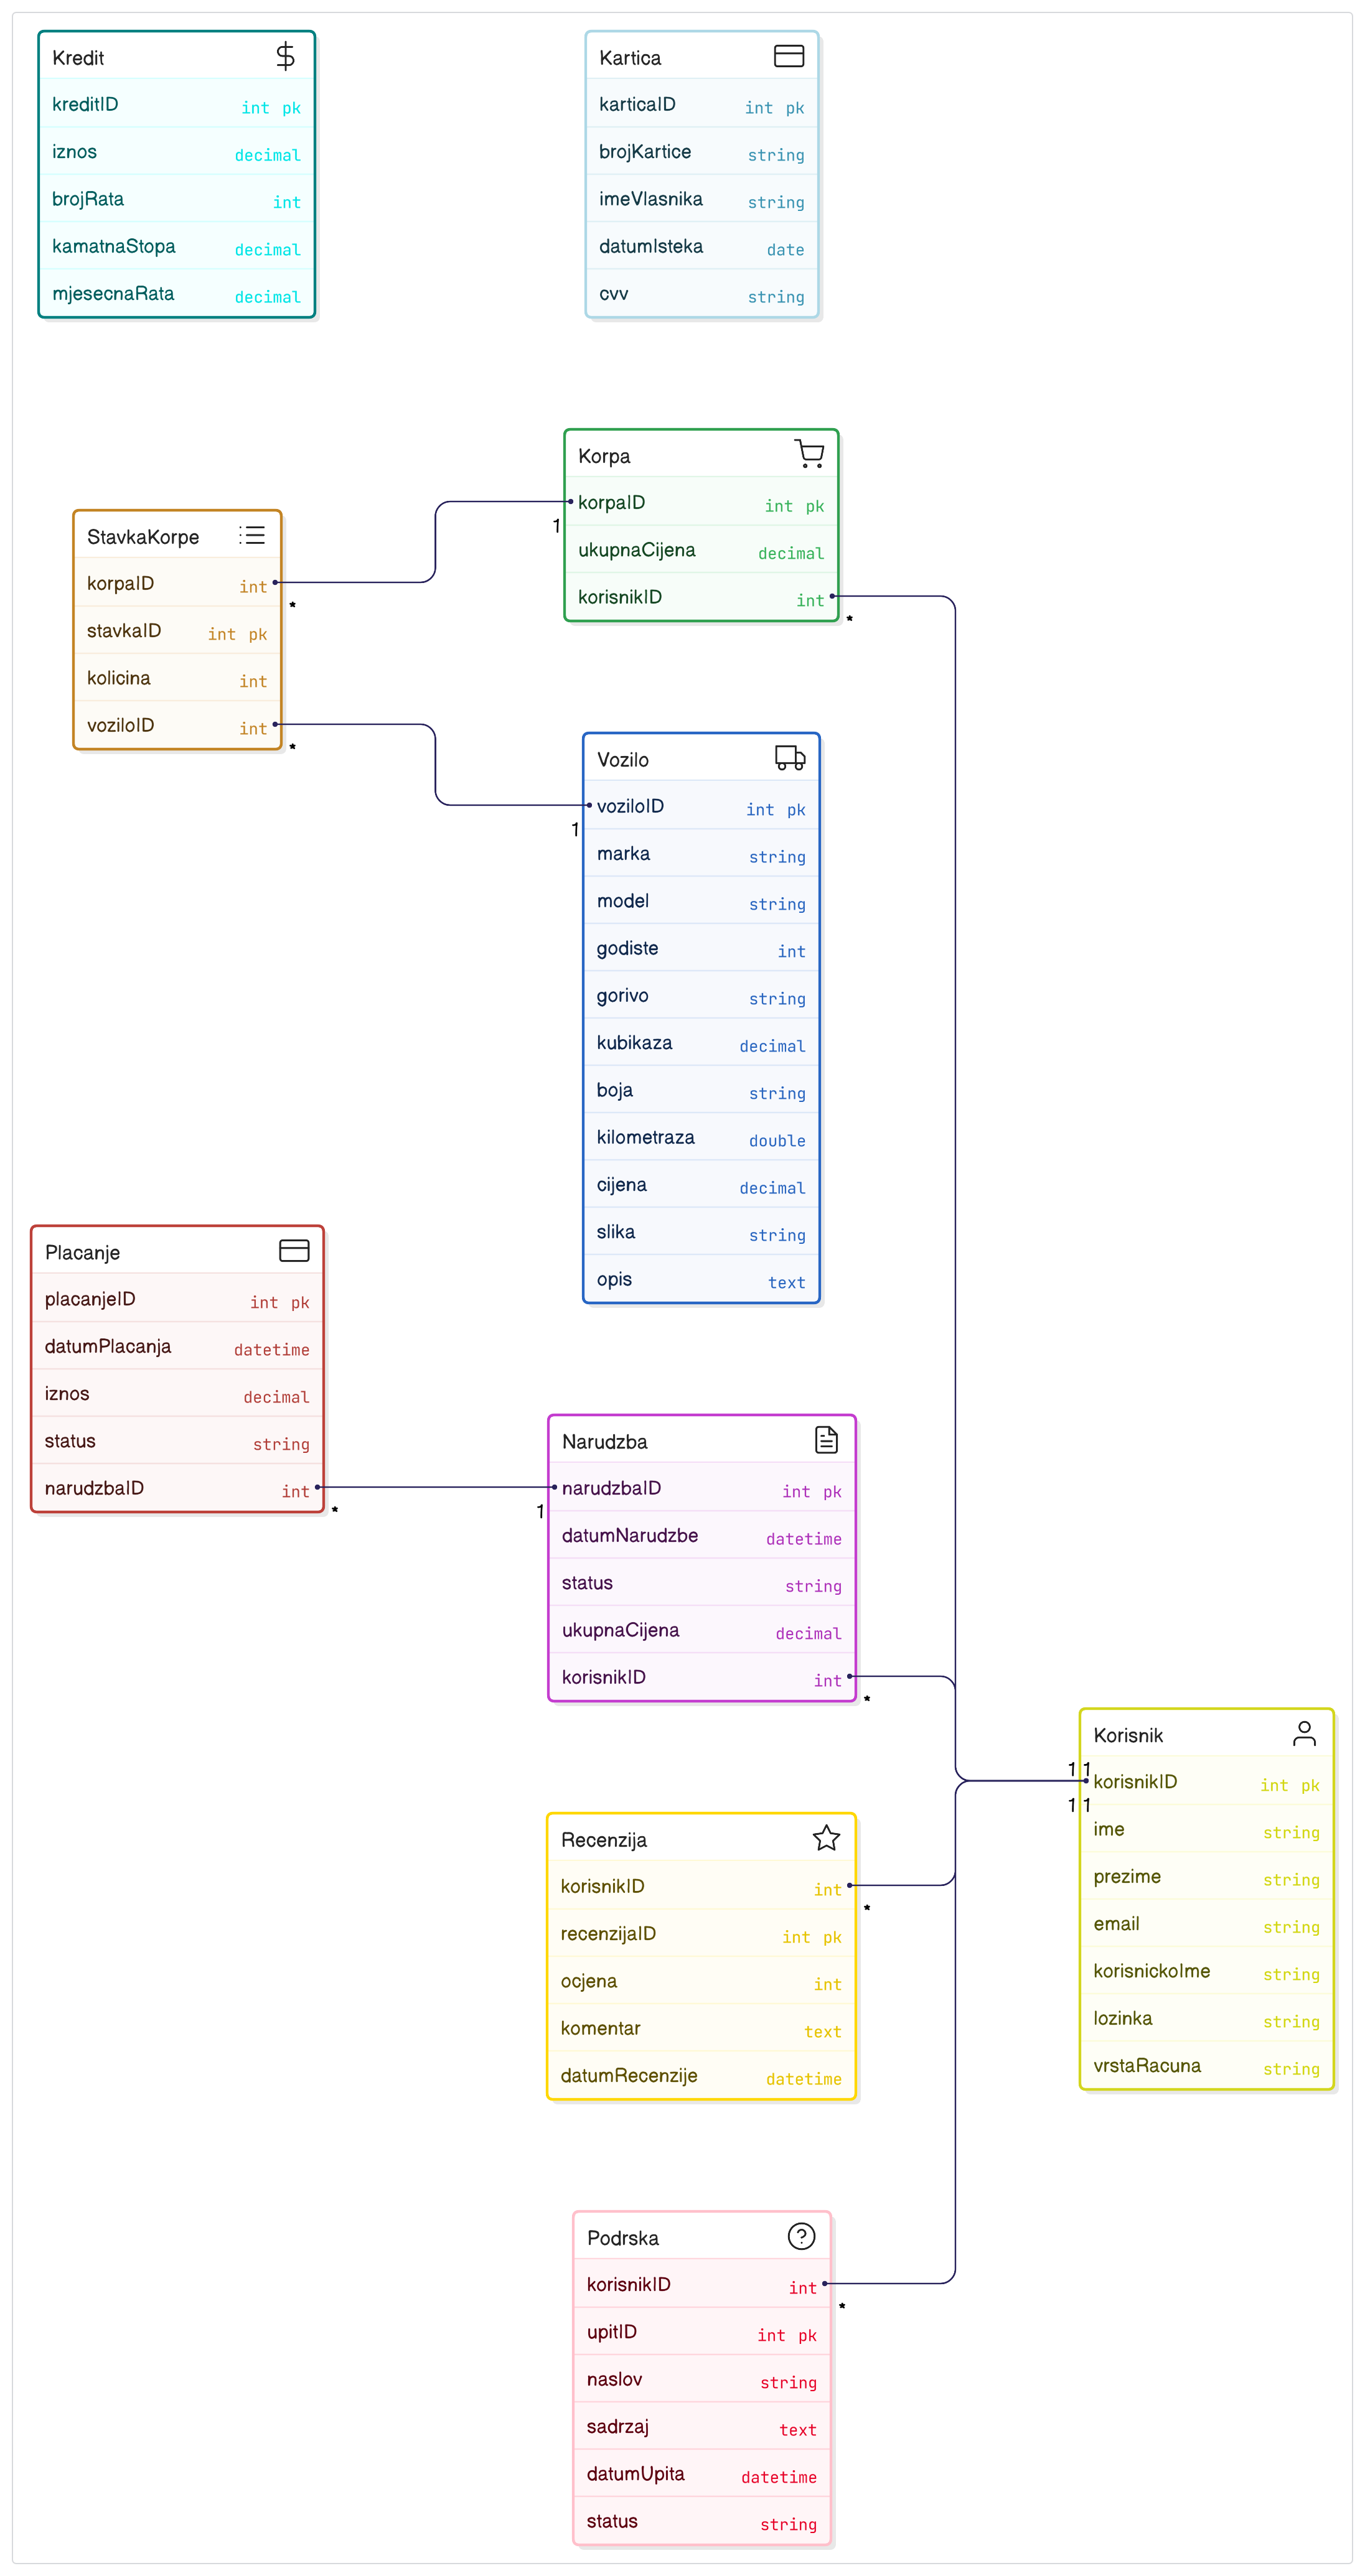 Kredit
kreditID int pk
iznos decimal
brojRata int
kamatnaStopa decimal
mjesecnaRata decimal
Kartica
karticaID int pk
brojKartice string
imeVlasnika string
datumIsteka date
cvv string
Korpa
korpaID int pk
ukupnaCijena decimal
korisnikID int
1
*
StavkaKorpe
korpaID int
stavkaID int pk
kolicina int
voziloID int
*
*
Vozilo
voziloID int pk
marka string
model string
godiste int
gorivo string
kubikaza decimal
boja string
kilometraza double
cijena decimal
slika string
opis text
1
Placanje
placanjeID int pk
datumPlacanja datetime
iznos decimal
status string
narudzbaID int
*
Narudzba
narudzbaID int pk
datumNarudzbe datetime
status string
ukupnaCijena decimal
korisnikID int
1
*
Korisnik
korisnikID int pk
ime string
prezime string
email string
korisnickoIme string
lozinka string
vrstaRacuna string
1 1
1 1
Recenzija
korisnikID int
recenzijaID int pk
ocjena int
komentar text
datumRecenzije datetime
*
Podrska
korisnikID int
upitID int pk
naslov string
sadrzaj text
datumUpita datetime
status string
*